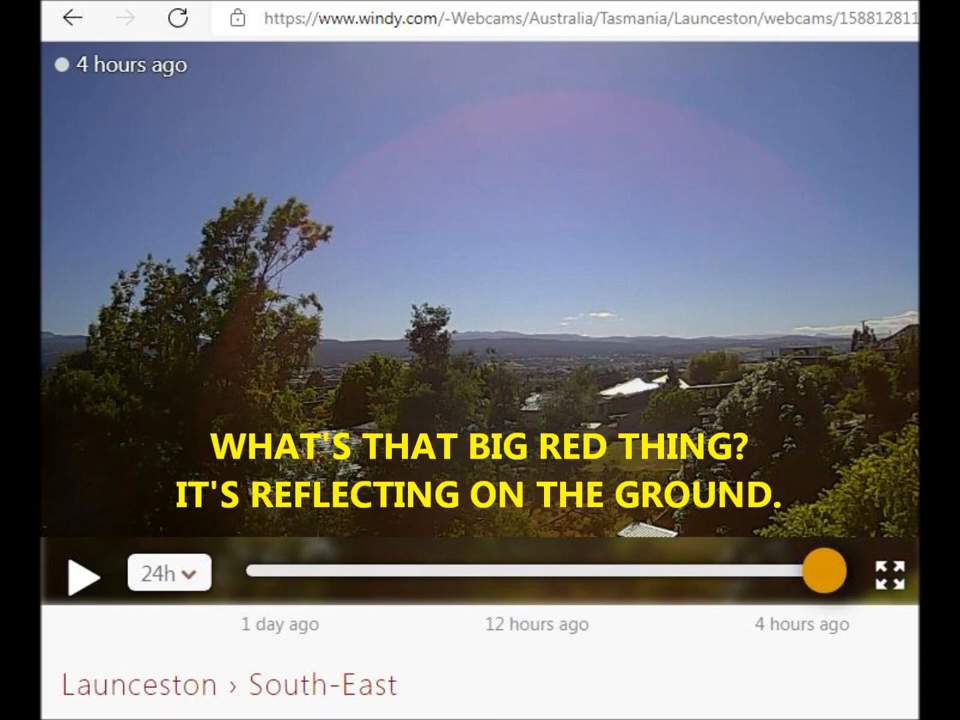 https://www.windy.com/-Webcams/Australia/Tasmania/Launceston/webcams/158812811
4 hours ago
WHAT'S THAT BIG RED THING?
IT'S REFLECTING ON THE GROUND.
24h
1 day ago 12 hours ago 4 hours ago
Launceston › South-East